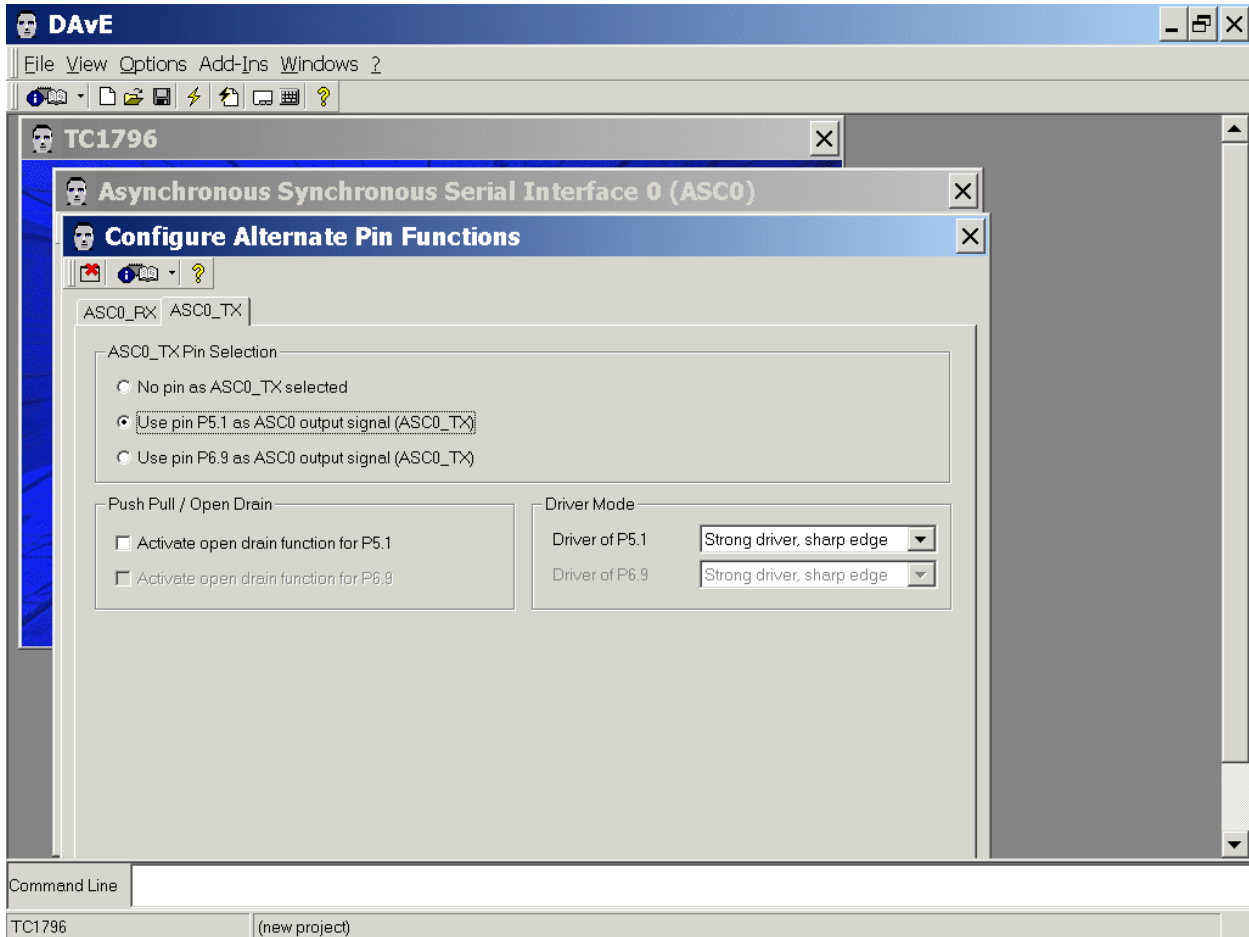 DAvE
File View Options Add-Ins Windows ?
TC1796
Asynchronous Synchronous Serial Interface 0 (ASC0)
Configure Alternate Pin Functions
ASC0_RX ASC0_TX
ASC0_TX Pin Selection
No pin as ASC0_TX selected
Use pin P5.1 as ASC0 output signal (ASC0_TX)
Use pin P6.9 as ASC0 output signal (ASC0_TX)
Push Pull / Open Drain
Activate open drain function for P5.1
Activate open drain function for P6.9
Driver Mode
Driver of P5.1 Strong driver, sharp edge
Driver of P6.9 Strong driver, sharp edge
Command Line
TC1796 (new project)